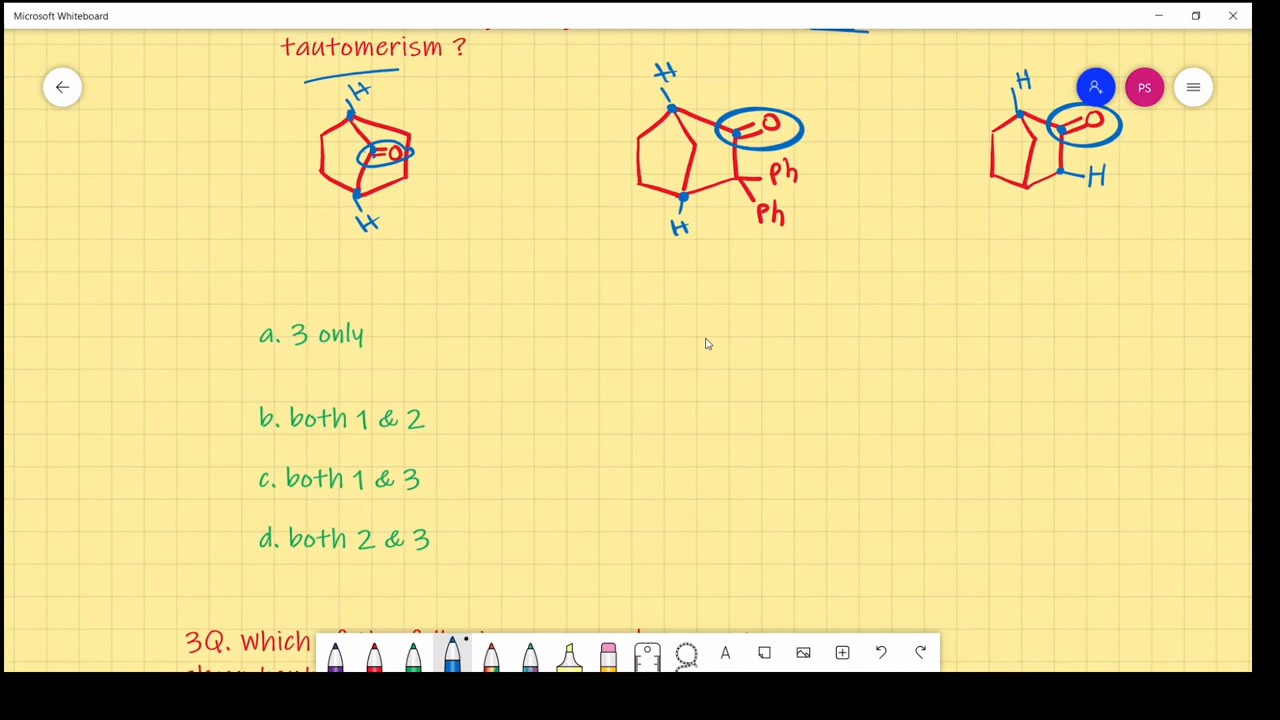 Microsoft Whiteboard
tautomerism ?
PS
H
H
H
=O
O
O
Ph
Ph
H
H
H
a. 3 only
b. both 1 & 2
c. both 1 & 3
d. both 2 & 3
3Q. Which
A